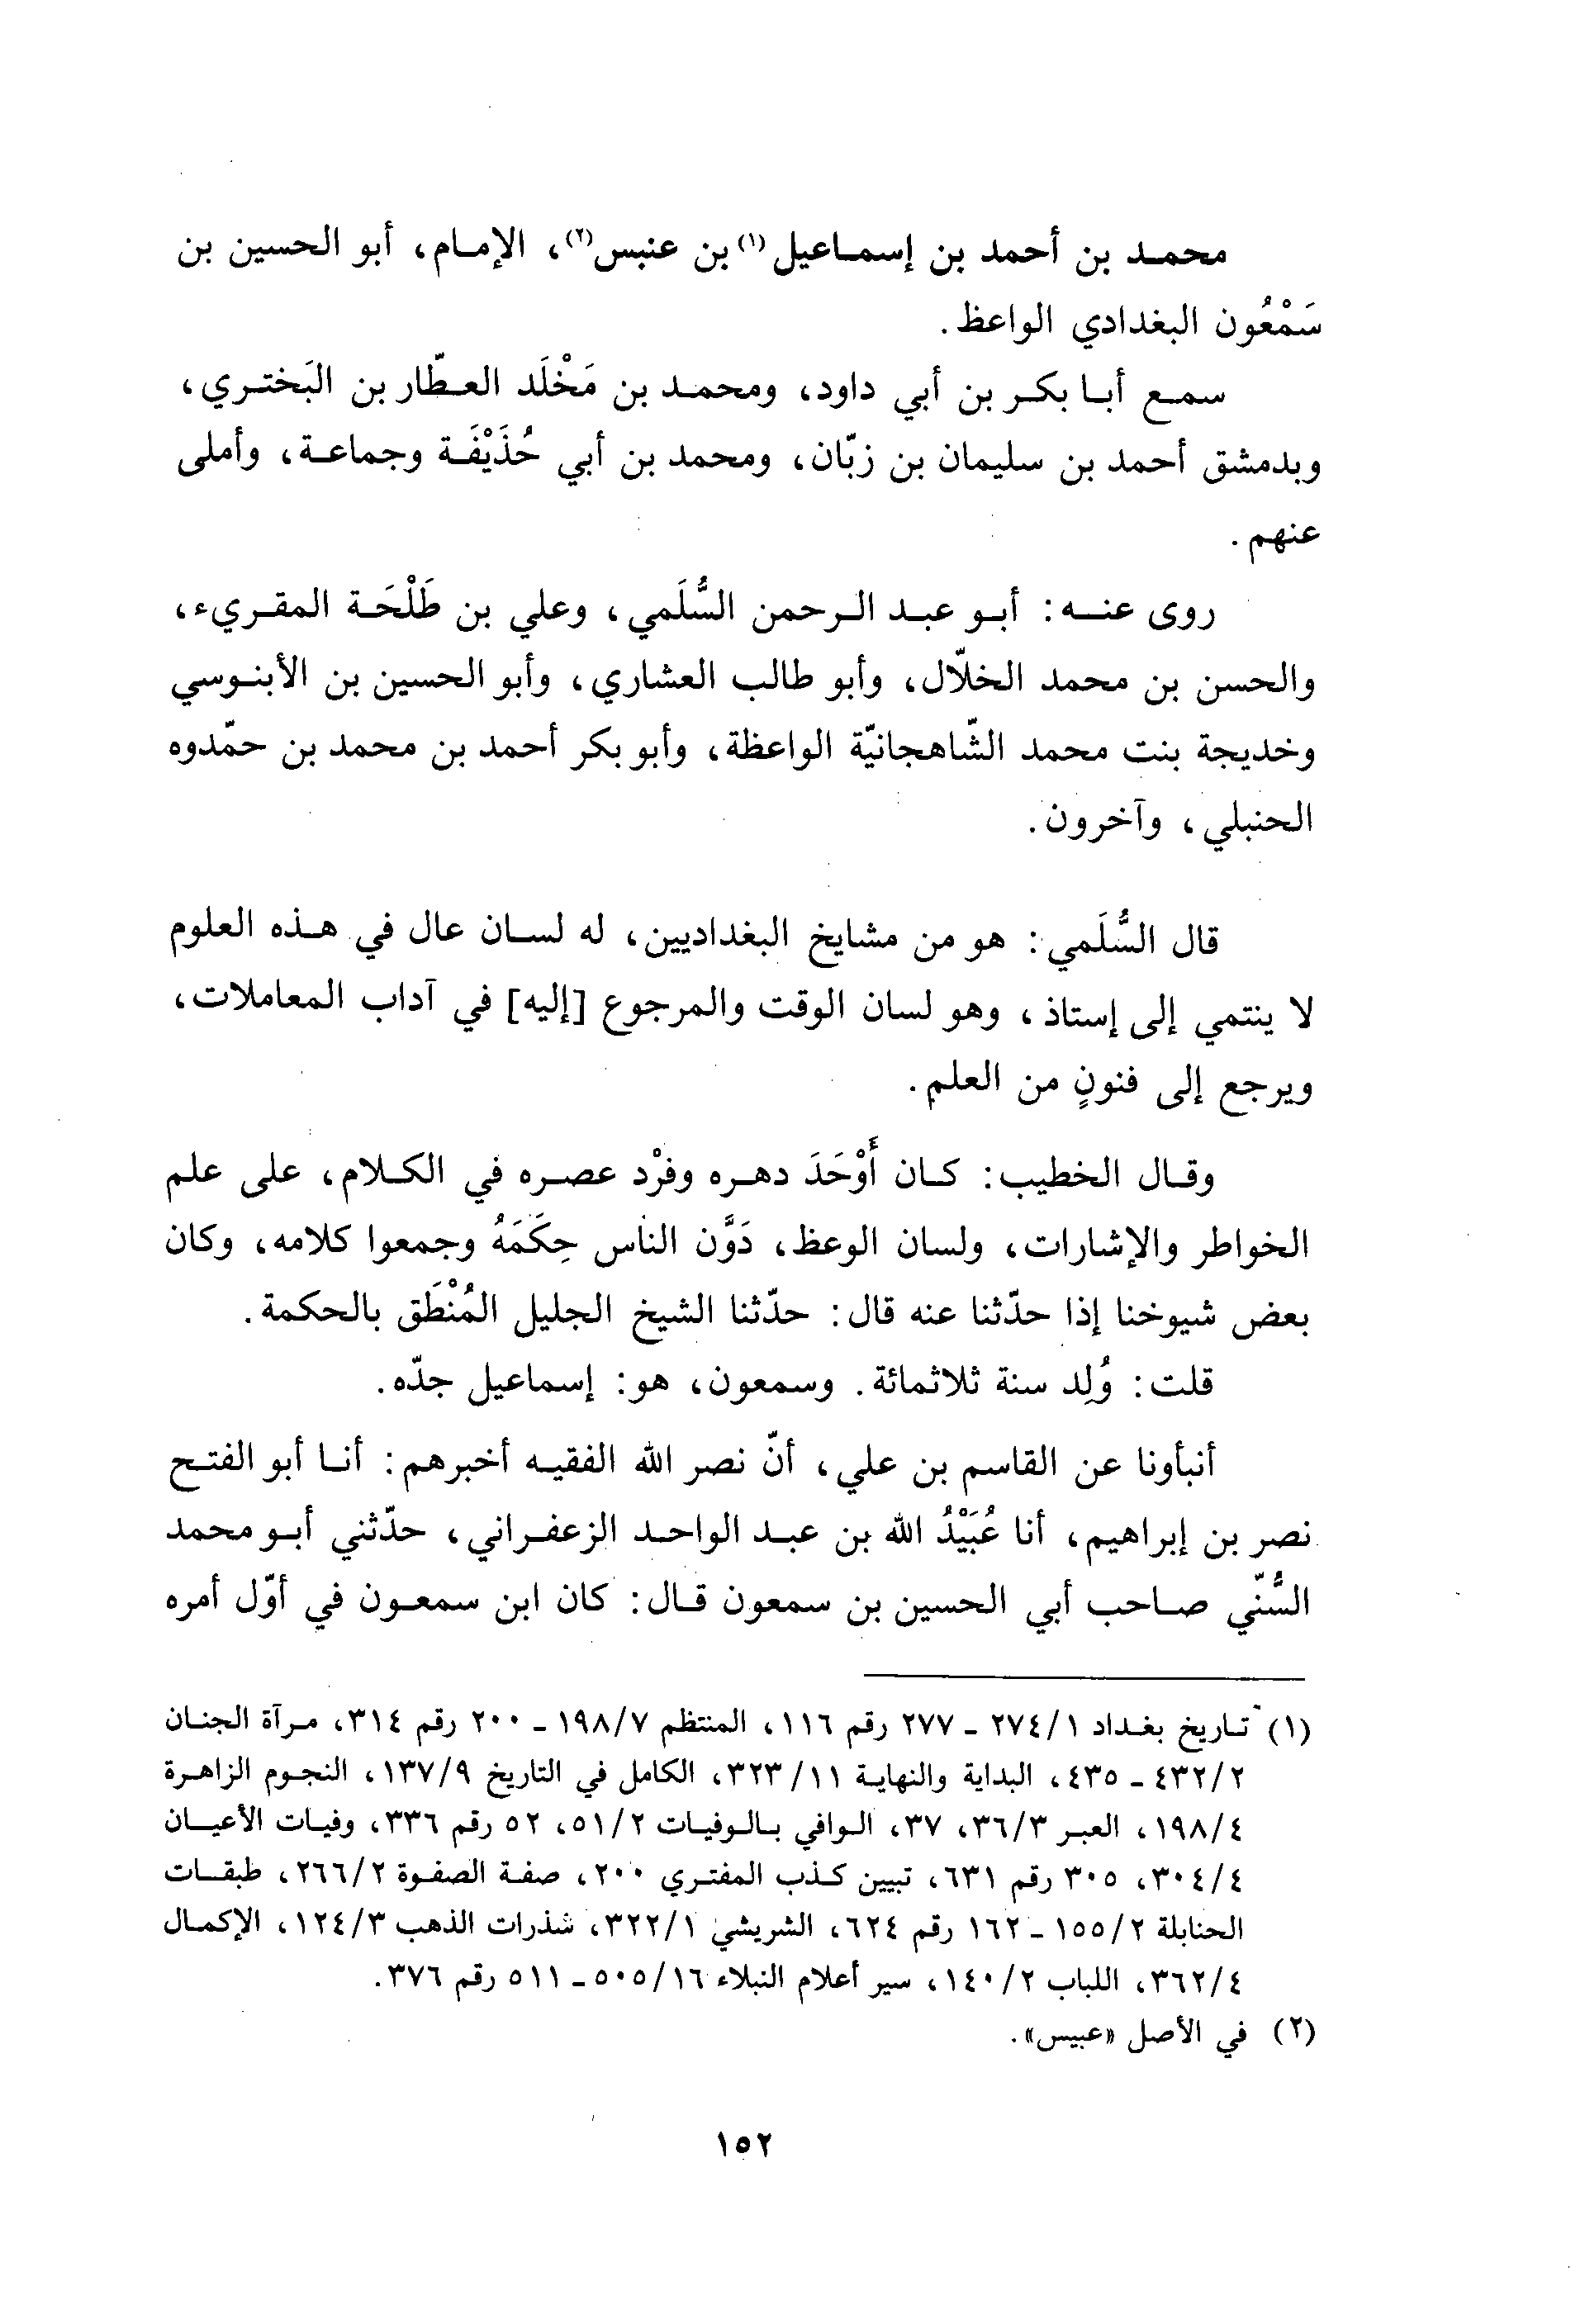 محمد بن أحمد بن إسماعيل(١) بن عنبس(٢)، الإمام، أبو الحسين بن
سَمْعُون البغدادي الواعظ.
سمع أبا بكر بن أبي داود، ومحمد بن مَخْلَد العطّار بن البَختري،
وبدمشق أحمد بن سليمان بن زبّان، ومحمد بن أبي حُذَيْفَة وجماعة، وأملى
عنهم.
روى عنه: أبو عبد الرحمن السُّلَمي، وعلي بن طَلْحَة المقريء،
والحسن بن محمد الخلّال، وأبو طالب العشاري، وأبو الحسين بن الأبنوسي
وخديجة بنت محمد الشّاهجانيّة الواعظة، وأبو بكر أحمد بن محمد بن حمّدوه
الحنبلي، وآخرون.
قال السُّلَمي: هو من مشايخ البغداديين، له لسان عال في هذه العلوم
لا ينتمي إلى إستاذ، وهو لسان الوقت والمرجوع [إليه] في آداب المعاملات،
ويرجع إلى فنونٍ من العلم.
وقال الخطيب: كان أَوْحَدَ دهره وفرْد عصره في الكلام، على علم
الخواطر والإشارات، ولسان الوعظ، دَوَّن الناس حِكَمَهُ وجمعوا كلامه، وكان
بعض شيوخنا إذا حدّثنا عنه قال: حدّثنا الشيخ الجليل المُنْطَق بالحكمة.
قلت: وُلِد سنة ثلاثمائة. وسمعون، هو: إسماعيل جدّه.
أنبأونا عن القاسم بن علي، أنّ نصر الله الفقيه أخبرهم: أنا أبو الفتح
نصر بن إبراهيم، أنا عُبَيْدُ الله بن عبد الواحد الزعفراني، حدّثني أبو محمد
السُّنّي صاحب أبي الحسين بن سمعون قال: كان ابن سمعون في أوّل أمره
(١) تاريخ بغداد ٢٧٤/١ - ٢٧٧ رقم ١١٦، المنتظم ١٩٨/٧ - ٢٠٠ رقم ٣١٤، مرآة الجنان
٤٣٢/٢ - ٤٣٥، البداية والنهاية ٣٢٣/١١، الكامل في التاريخ ١٣٧/٩، النجوم الزاهرة
١٩٨/٤، العبر ٣٦/٣، ٣٧، الوافي بالوفيات ٥١/٢، ٥٢ رقم ٣٣٦، وفيات الأعيان
٣٠٤/٤، ٣٠٥ رقم ٦٣١، تبيين كذب المفتري ٢٠٠، صفة الصفوة ٢٦٦/٢، طبقات
الحنابلة ١٥٥/٢ - ١٦٢ رقم ٦٢٤، الشريشي ٣٢٢/١، شذرات الذهب ١٢٤/٣، الإكمال
٣٦٢/٤، اللباب ١٤٠/٢، سير أعلام النبلاء ٥٠٥/١٦ - ٥١١ رقم ٣٧٦.
(٢) في الأصل «عبيس».
١٥٢